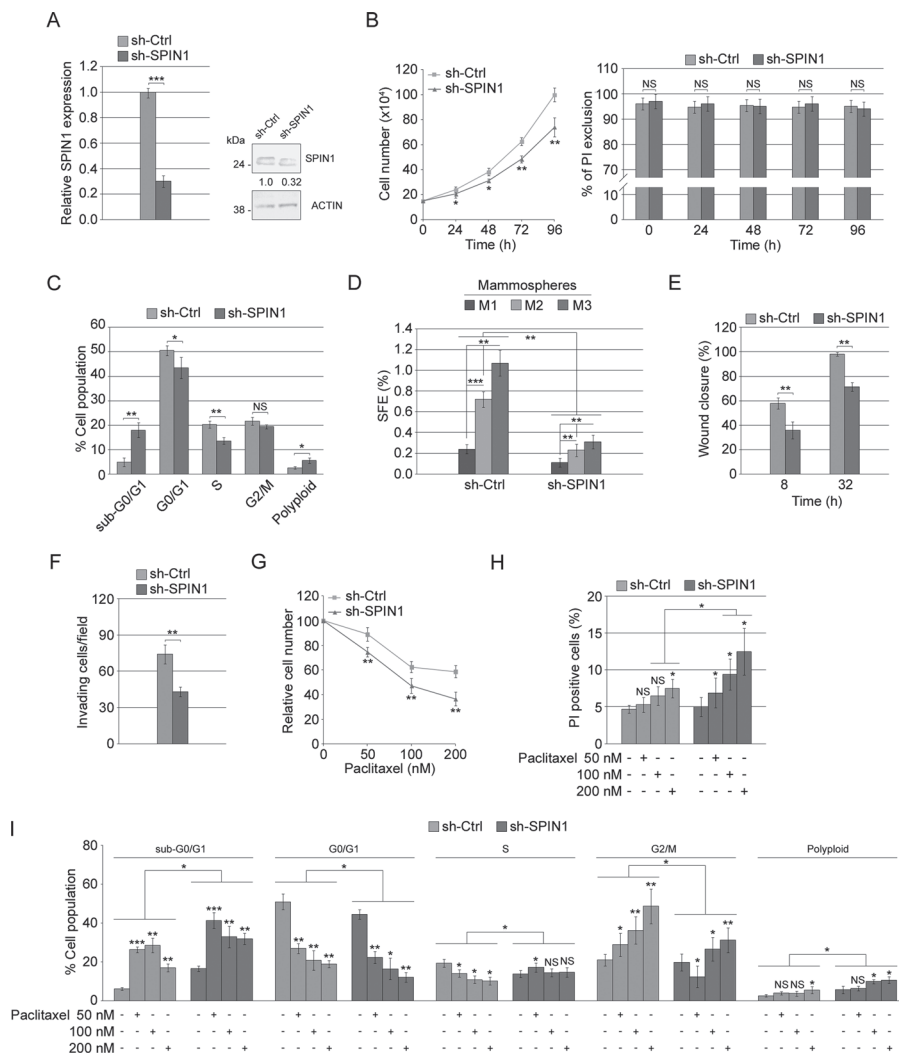 A
sh-Ctrl
sh-SPIN1
Relative SPIN1 expression
1.2
1.0
0.8
0.6
0.4
0.2
0.0
***
sh-Ctrl
sh-SPIN1
kDa
24
SPIN1
1.0 0.32
38
ACTIN
B
sh-Ctrl
sh-SPIN1
Cell number (x10⁴)
120
100
80
60
40
20
0
* * ** **
0 24 48 72 96
Time (h)
sh-Ctrl sh-SPIN1
% of PI exclusion
110
100
90
80
70
10
0
NS NS NS NS NS
0 24 48 72 96
Time (h)
C
sh-Ctrl sh-SPIN1
% Cell population
60
50
40
30
20
10
0
** * ** NS *
sub-G0/G1
G0/G1
S
G2/M
Polyploid
D
Mammospheres
M1 M2 M3
SFE (%)
1.4
1.2
1.0
0.8
0.6
0.4
0.2
0.0
**
**
***
**
**
sh-Ctrl sh-SPIN1
E
sh-Ctrl sh-SPIN1
Wound closure (%)
120
100
80
60
40
20
0
** **
8 32
Time (h)
F
sh-Ctrl
sh-SPIN1
Invading cells/field
120
90
60
30
0
**
G
sh-Ctrl
sh-SPIN1
Relative cell number
120
100
80
60
40
20
0
** ** **
0 50 100 200
Paclitaxel (nM)
H
sh-Ctrl sh-SPIN1
PI positive cells (%)
20
15
10
5
0
*
NS NS * * * *
Paclitaxel 50 nM - + - - - + - -
100 nM - - + - - - + -
200 nM - - - + - - - +
I
sh-Ctrl sh-SPIN1
sub-G0/G1 G0/G1 S G2/M Polyploid
% Cell population
80
60
40
20
0
* * * * *
*** ** ** *** ** **
** ** ** ** * **
* * * * NS NS
* ** ** * ** **
NS NS * NS * *
Paclitaxel 50 nM - + - - - + - - - + - - - + - - - + - - - + - - - + - - - + - - - + - - - + - -
100 nM - - + - - - + - - - + - - - + - - - + - - - + - - - + - - - + - - - + - - - + -
200 nM - - - + - - - + - - - + - - - + - - - + - - - + - - - + - - - + - - - + - - - +